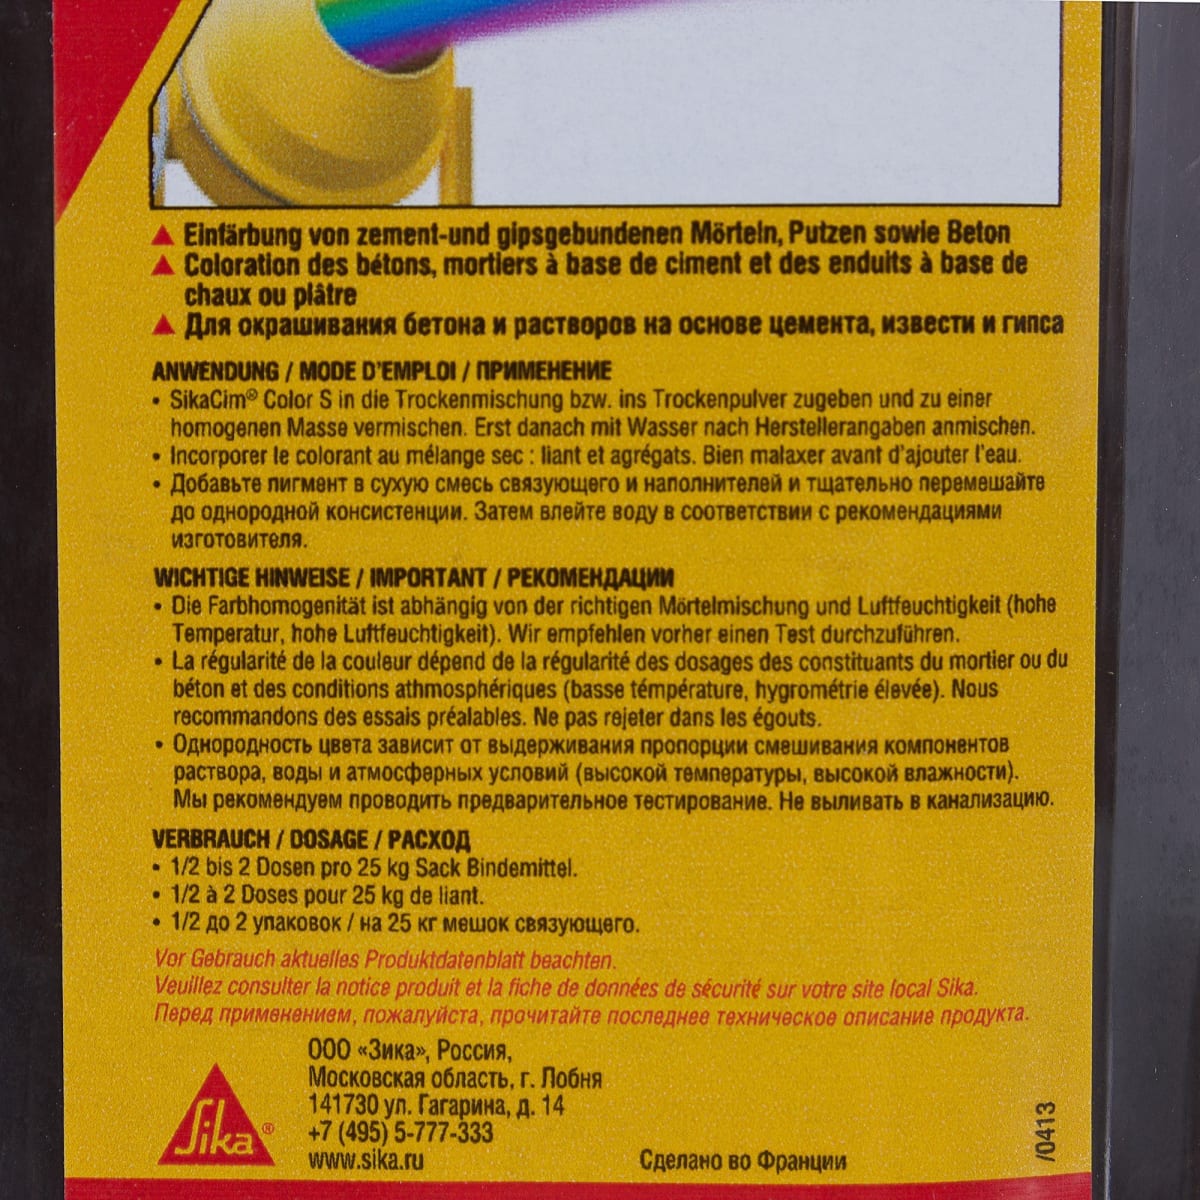 ▲ Einfärbung von zement-und gipsgebundenen Mörteln, Putzen sowie Beton
▲ Coloration des bétons, mortiers à base de ciment et des enduits à base de
chaux ou plâtre
▲ Для окрашивания бетона и растворов на основе цемента, извести и гипса
ANWENDUNG / MODE D'EMPLOI / ПРИМЕНЕНИЕ
• SikaCim® Color S in die Trockenmischung bzw. ins Trockenpulver zugeben und zu einer
homogenen Masse vermischen. Erst danach mit Wasser nach Herstellerangaben anmischen.
• Incorporer le colorant au mélange sec : liant et agrégats. Bien malaxer avant d'ajouter l'eau.
• Добавьте пигмент в сухую смесь связующего и наполнителей и тщательно перемешайте
до однородной консистенции. Затем влейте воду в соответствии с рекомендациями
изготовителя.
WICHTIGE HINWEISE / IMPORTANT / РЕКОМЕНДАЦИИ
• Die Farbhomogenität ist abhängig von der richtigen Mörtelmischung und Luftfeuchtigkeit (hohe
Temperatur, hohe Luftfeuchtigkeit). Wir empfehlen vorher einen Test durchzuführen.
• La régularité de la couleur dépend de la régularité des dosages des constituants du mortier ou du
béton et des conditions athmosphériques (basse témpérature, hygrométrie élevée). Nous
recommandons des essais préalables. Ne pas rejeter dans les égouts.
• Однородность цвета зависит от выдерживания пропорции смешивания компонентов
раствора, воды и атмосферных условий (высокой температуры, высокой влажности).
Мы рекомендуем проводить предварительное тестирование. Не выливать в канализацию.
VERBRAUCH / DOSAGE / РАСХОД
• 1/2 bis 2 Dosen pro 25 kg Sack Bindemittel.
• 1/2 à 2 Doses pour 25 kg de liant.
• 1/2 до 2 упаковок / на 25 кг мешок связующего.
Vor Gebrauch aktuelles Produktdatenblatt beachten.
Veuillez consulter la notice produit et la fiche de données de sécurité sur votre site local Sika.
Перед применением, пожалуйста, прочитайте последнее техническое описание продукта.
ООО «Зика», Россия,
Московская область, г. Лобня
141730 ул. Гагарина, д. 14
+7 (495) 5-777-333
www.sika.ru
Sika®
Сделано во Франции
/0413